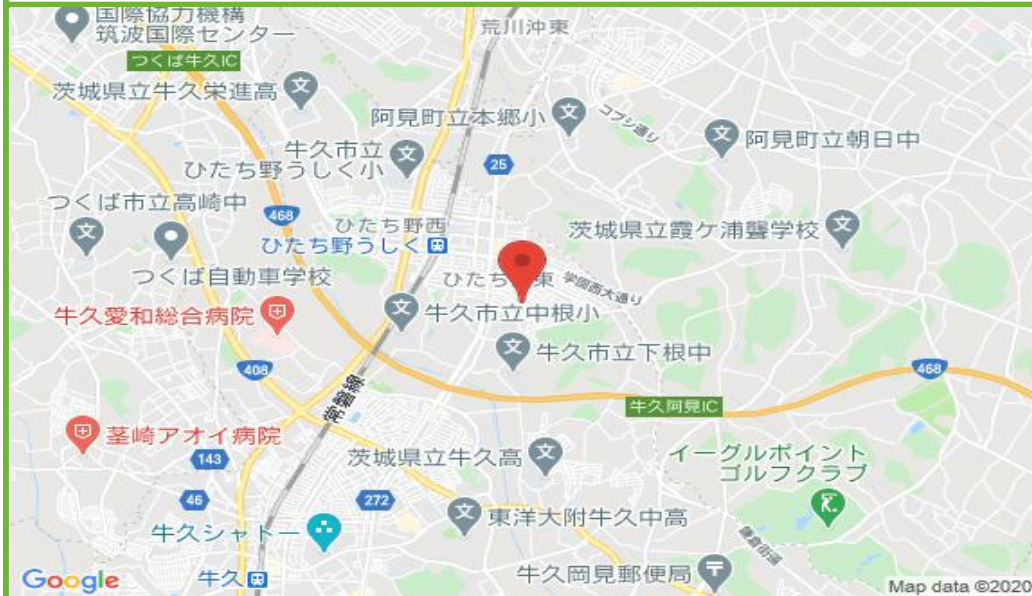 国際協力機構
筑波国際センター
荒川沖東
つくば牛久IC
茨城県立牛久栄進高
阿見町立本郷小
コブシ通り
阿見町立朝日中
牛久市立
ひたち野うしく小
25
つくば市立高崎中
468
ひたち野西
茨城県立霞ケ浦聾学校
ひたち野うしく
ひたち
東
学園西大通り
つくば自動車学校
牛久愛和総合病院
牛久市立中根小
牛久市立下根中
408
468
常磐線
牛久阿見IC
茎崎アオイ病院
茨城県立牛久高
イーグルポイント
ゴルフクラブ
143
46
272
東洋大附牛久中高
牛久シャトー
鎌倉街道
Google
牛久
牛久岡見郵便局
Map data ©2020